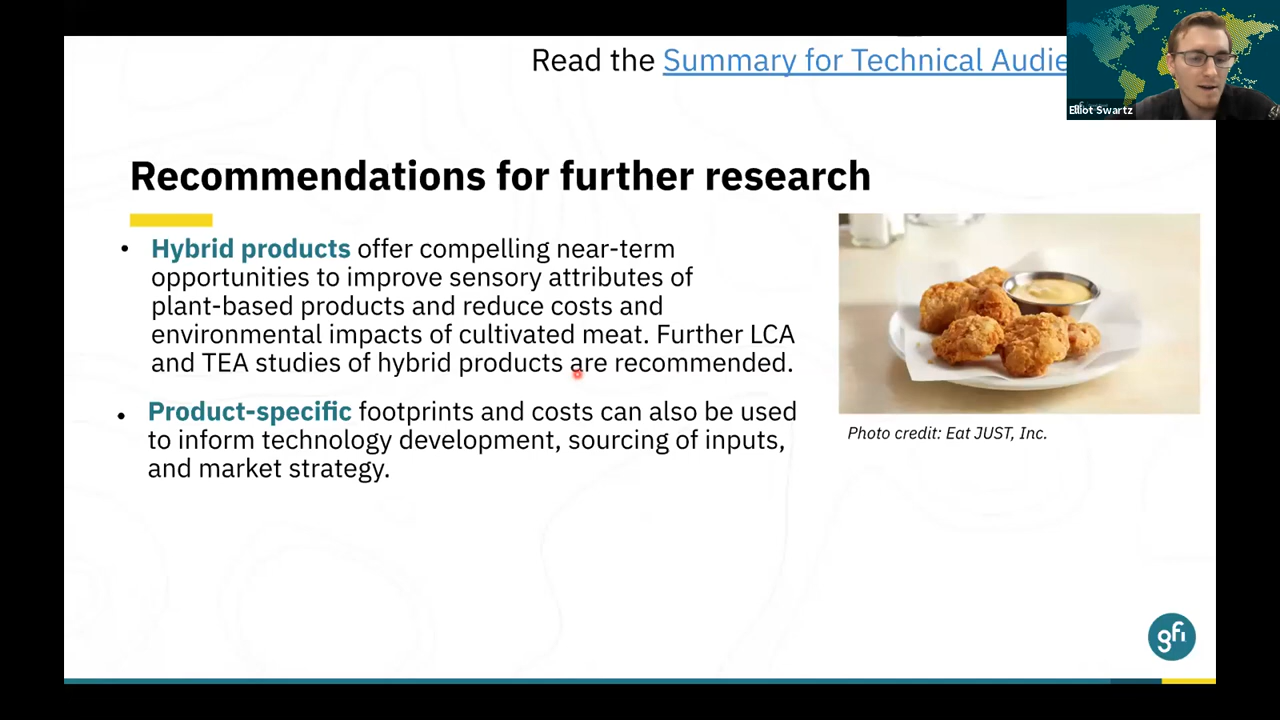 Read the Summary for Technical Audie
Elliot Swartz
Recommendations for further research
• Hybrid products offer compelling near-term
opportunities to improve sensory attributes of
plant-based products and reduce costs and
environmental impacts of cultivated meat. Further LCA
and TEA studies of hybrid products are recommended.
• Product-specific footprints and costs can also be used
to inform technology development, sourcing of inputs,
and market strategy.
Photo credit: Eat JUST, Inc.
gfi